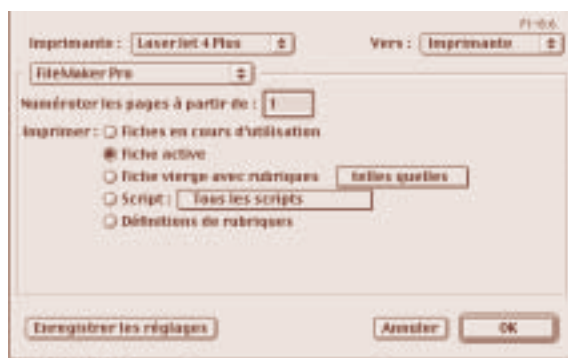 P1-8.6
Imprimante : LaserJet 4 Plus Vers : Imprimante
FileMaker Pro
Numéroter les pages à partir de : 1
Imprimer : Fiches en cours d'utilisation
Fiche active
Fiche vierge avec rubriques telles quelles
Script : Tous les scripts
Définitions de rubriques
Enregistrer les réglages Annuler OK